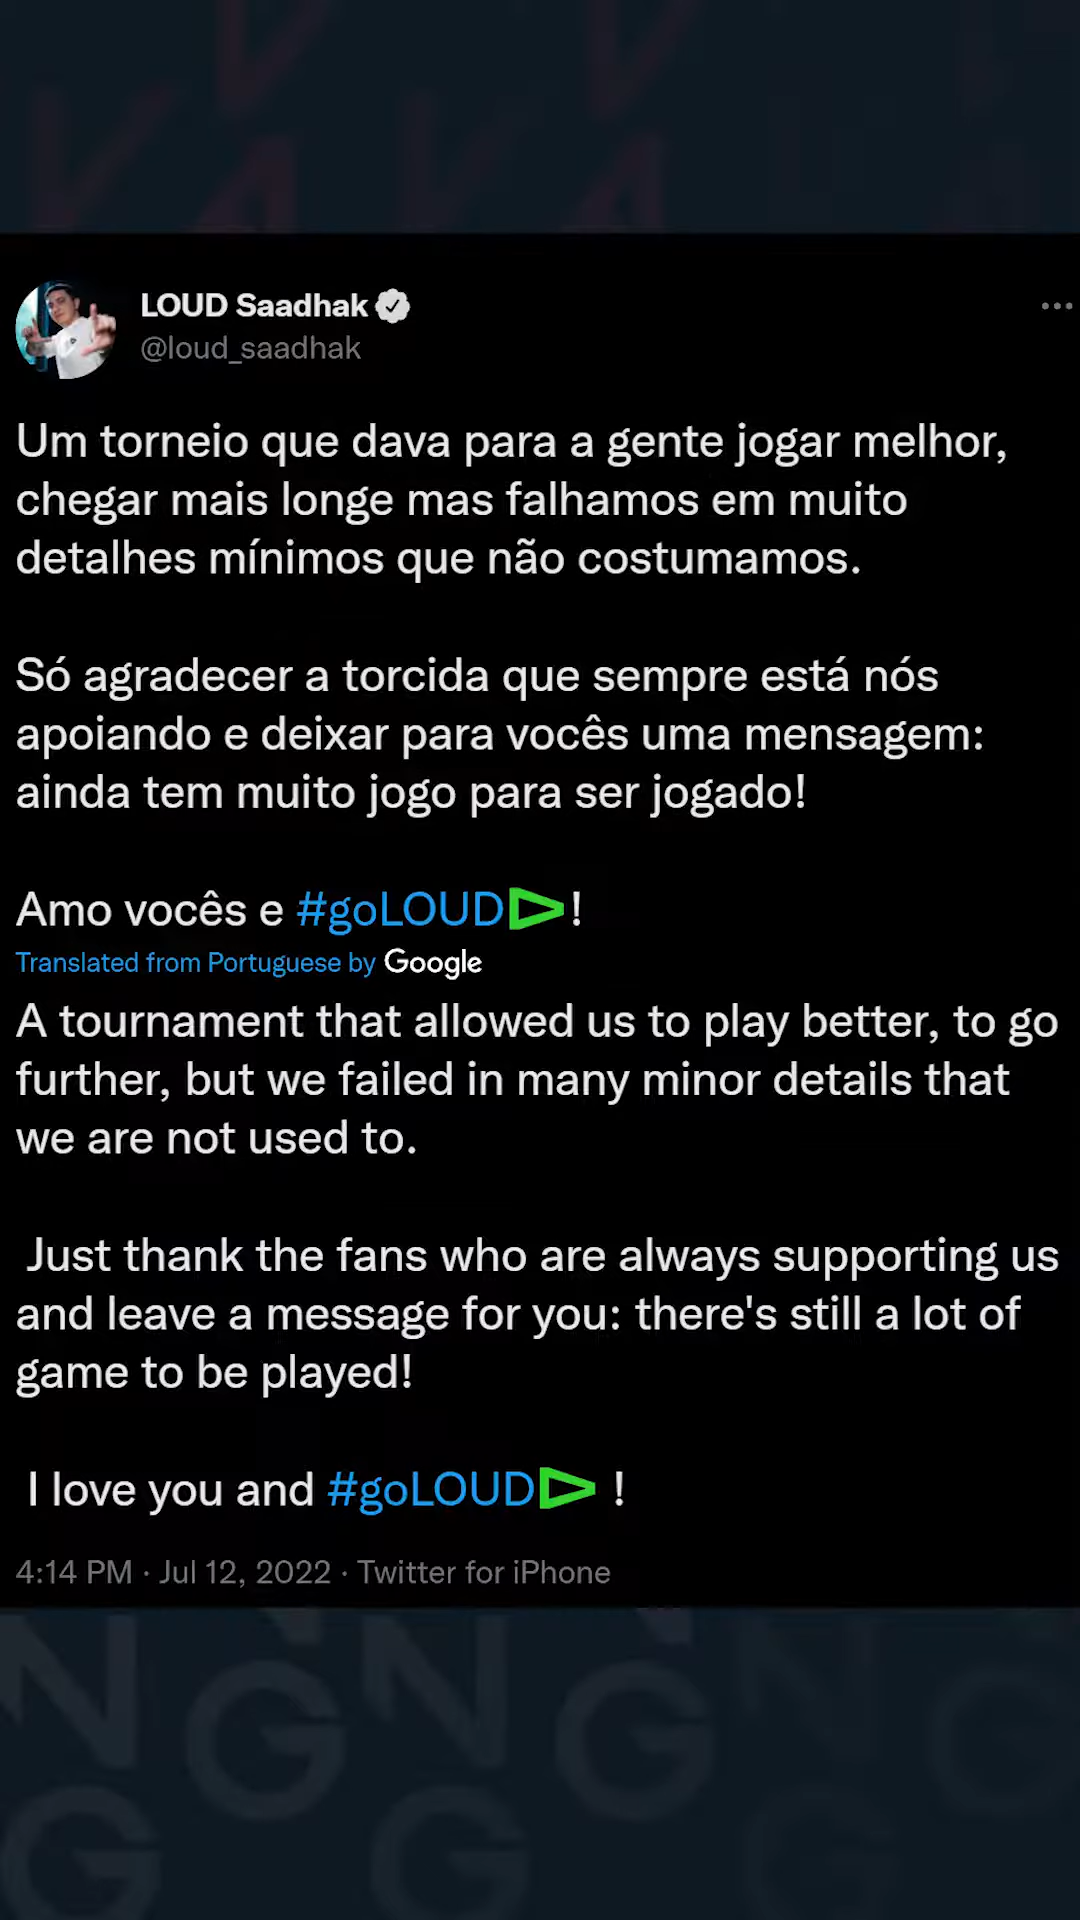 LOUD Saadhak
@loud_saadhak
Um torneio que dava para a gente jogar melhor,
chegar mais longe mas falhamos em muito
detalhes mínimos que não costumamos.
Só agradecer a torcida que sempre está nós
apoiando e deixar para vocês uma mensagem:
ainda tem muito jogo para ser jogado!
Amo vocês e #goLOUD!
Translated from Portuguese by Google
A tournament that allowed us to play better, to go
further, but we failed in many minor details that
we are not used to.
Just thank the fans who are always supporting us
and leave a message for you: there's still a lot of
game to be played!
I love you and #goLOUD !
4:14 PM · Jul 12, 2022 · Twitter for iPhone